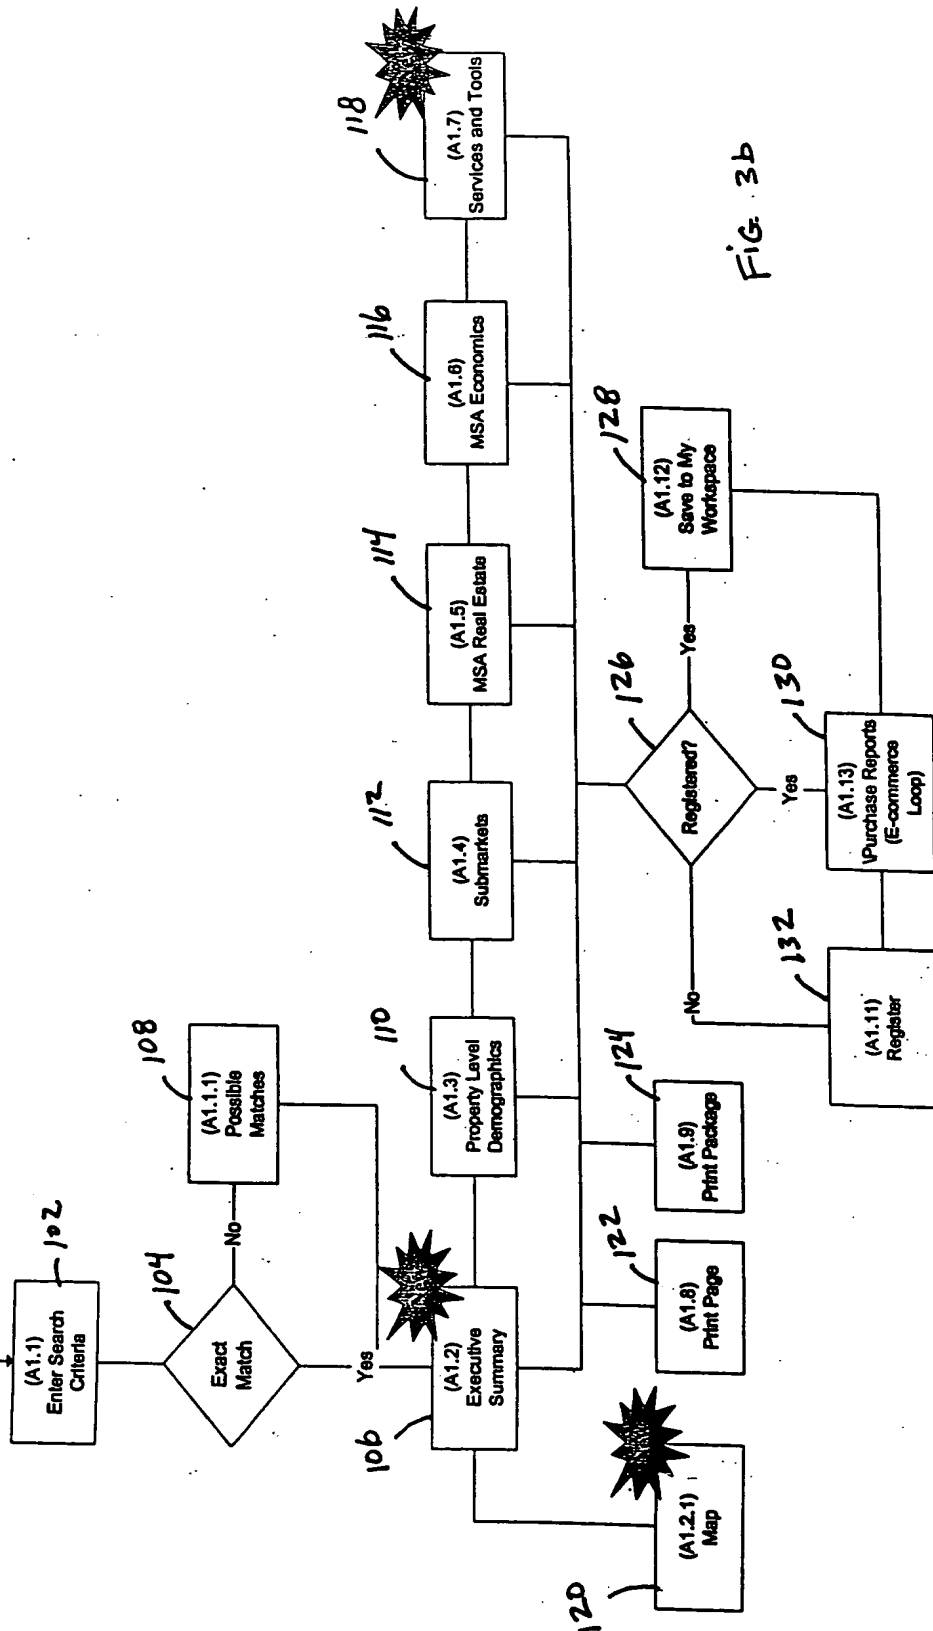 102
(A1.1)
Enter Search
Criteria
104
Exact
Match
No
108
(A1.1.1)
Possible
Matches
Yes
106
(A1.2)
Executive
Summary
110
(A1.3)
Property Level
Demographics
112
(A1.4)
Submarkets
114
(A1.5)
MSA Real Estate
116
(A1.6)
MSA Economics
118
(A1.7)
Services and Tools
120
(A1.2.1)
Map
122
(A1.8)
Print Page
124
(A1.9)
Print Package
126
Registered?
No
Yes
Yes
128
(A1.12)
Save to My
Workspace
130
(A1.13)
\Purchase Reports
(E-commerce
Loop)
132
(A1.11)
Register
FiG. 3b